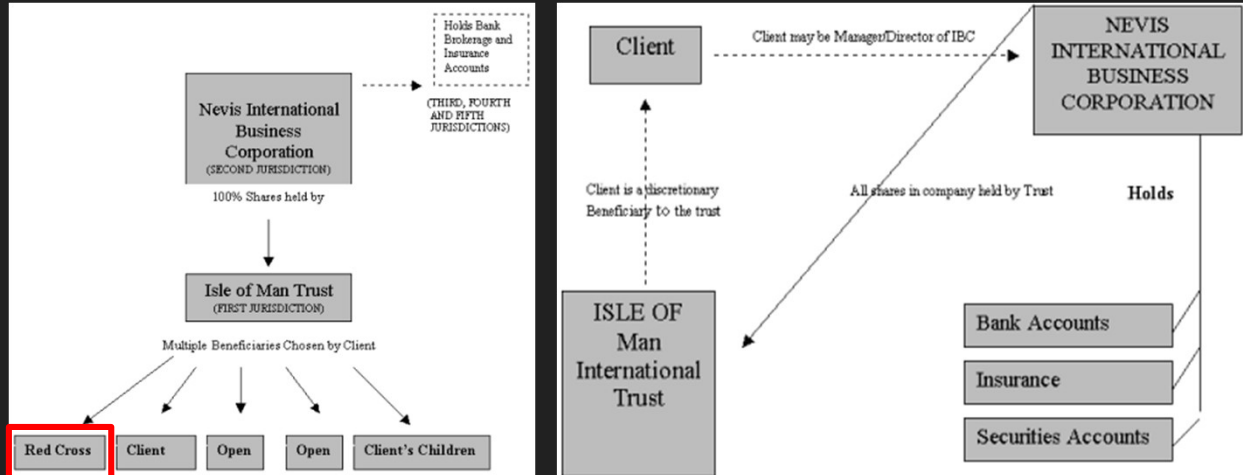 Holds Bank
Brokerage and
Insurance
Accounts
(THIRD, FOURTH
AND FIFTH
JURISDICTIONS)
Nevis International
Business
Corporation
(SECOND JURISDICTION)
100% Shares held by
Isle of Man Trust
(FIRST JURISDICTION)
Multiple Beneficiaries Chosen by Client
Red Cross
Client
Open
Open
Client's Children
Client
Client may be Manager/Director of IBC
NEVIS
INTERNATIONAL
BUSINESS
CORPORATION
Client is a discretionary
Beneficiary to the trust
All shares in company held by Trust
Holds
ISLE OF
Man
International
Trust
Bank Accounts
Insurance
Securities Accounts